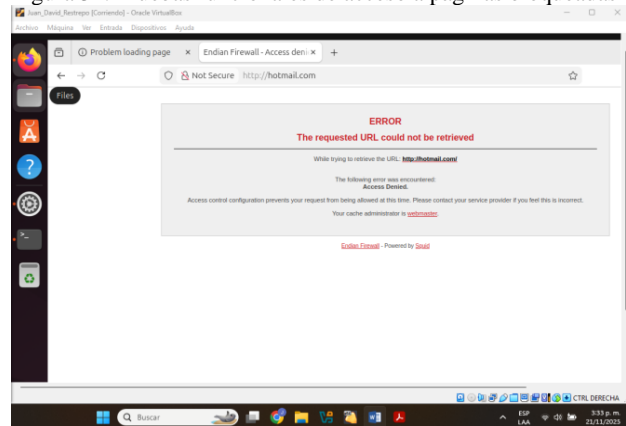 Juan_David_Restrepo [Corriendo] - Oracle VirtualBox
Archivo Máquina Ver Entrada Dispositivos Ayuda
Problem loading page
Endian Firewall - Access deni
Not Secure http://hotmail.com
Files
ERROR
The requested URL could not be retrieved
While trying to retrieve the URL: http://hotmail.com/
The following error was encountered:
Access Denied.
Access control configuration prevents your request from being allowed at this time. Please contact your service provider if you feel this is incorrect.
Your cache administrator is webmaster.
Endian Firewall - Powered by Squid
CTRL DERECHA
Buscar
ESP
LAA
3:33 p. m.
21/11/2025